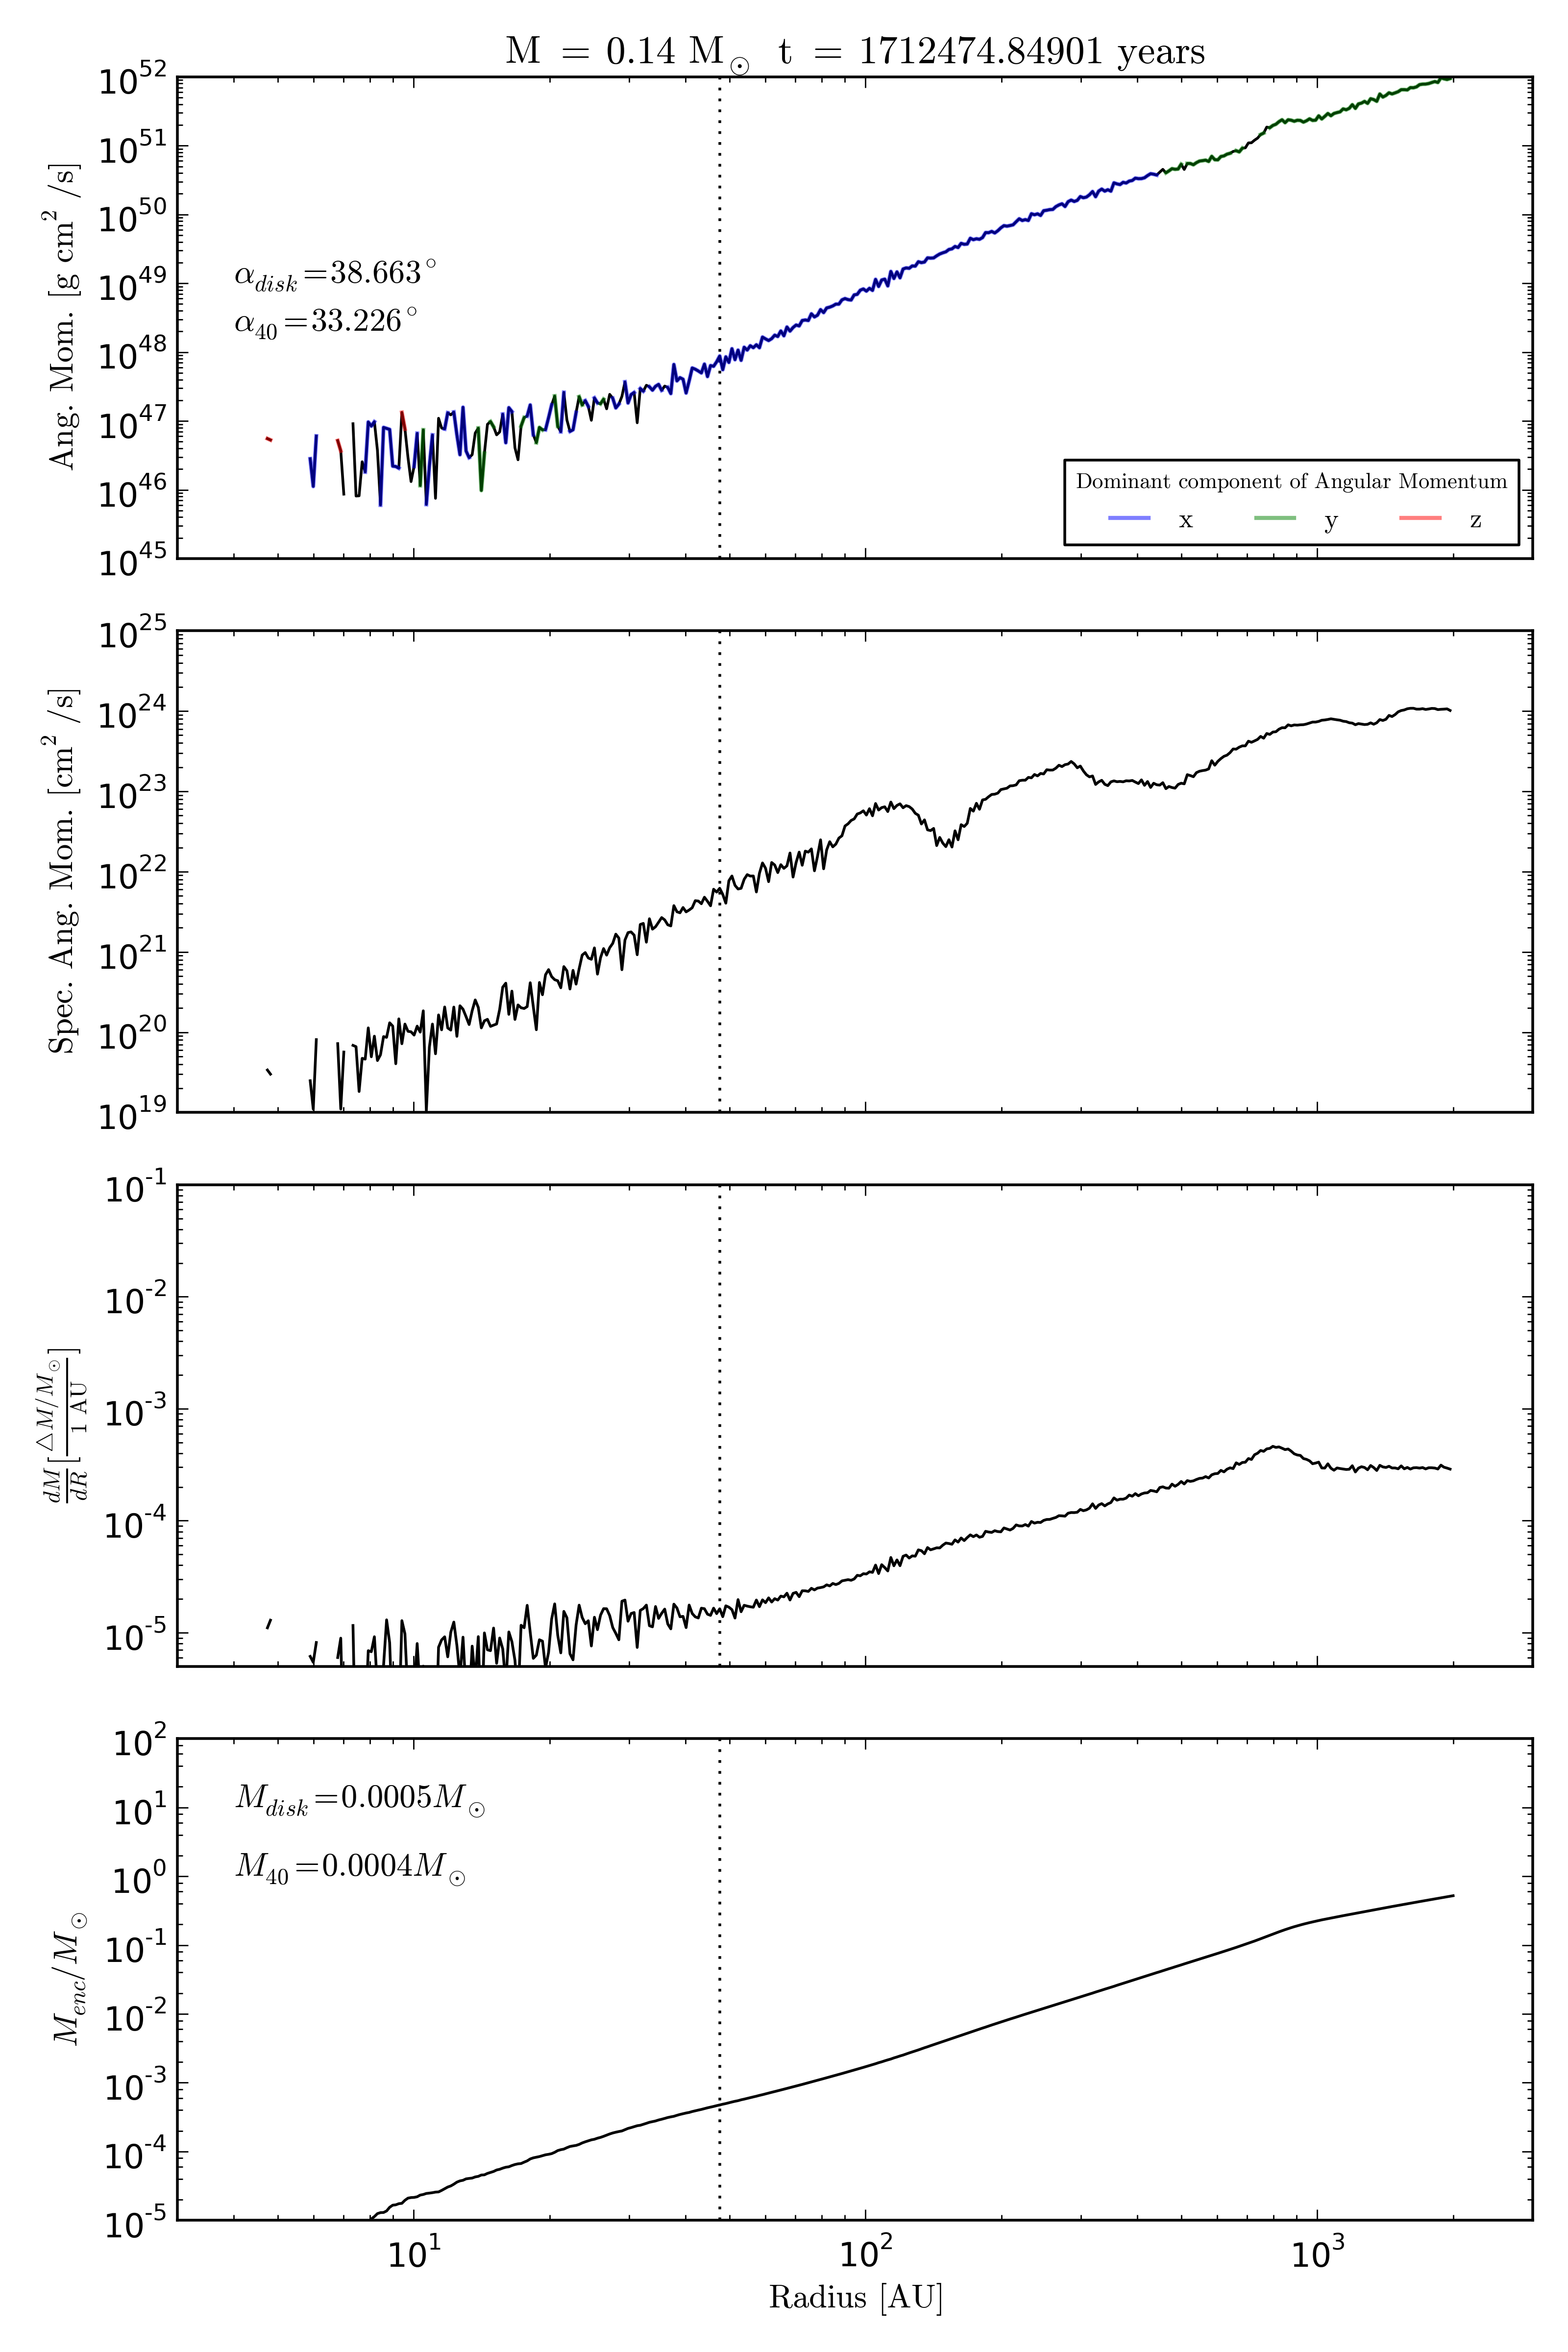 M = 0.14 M⊙ t = 1712474.84901 years
10^52
10^51
10^50
10^49
10^48
10^47
10^46
10^45
Ang. Mom. [g cm^2 /s]
α_disk = 38.663°
α_40 = 33.226°
Dominant component of Angular Momentum
x y z
10^25
10^24
10^23
10^22
10^21
10^20
10^19
Spec. Ang. Mom. [cm^2 /s]
10^-1
10^-2
10^-3
10^-4
10^-5
dM/dR [△M/M⊙ / 1 AU]
10^2
10^1
10^0
10^-1
10^-2
10^-3
10^-4
10^-5
M_enc/M⊙
M_disk = 0.0005M⊙
M_40 = 0.0004M⊙
10^1 10^2 10^3
Radius [AU]